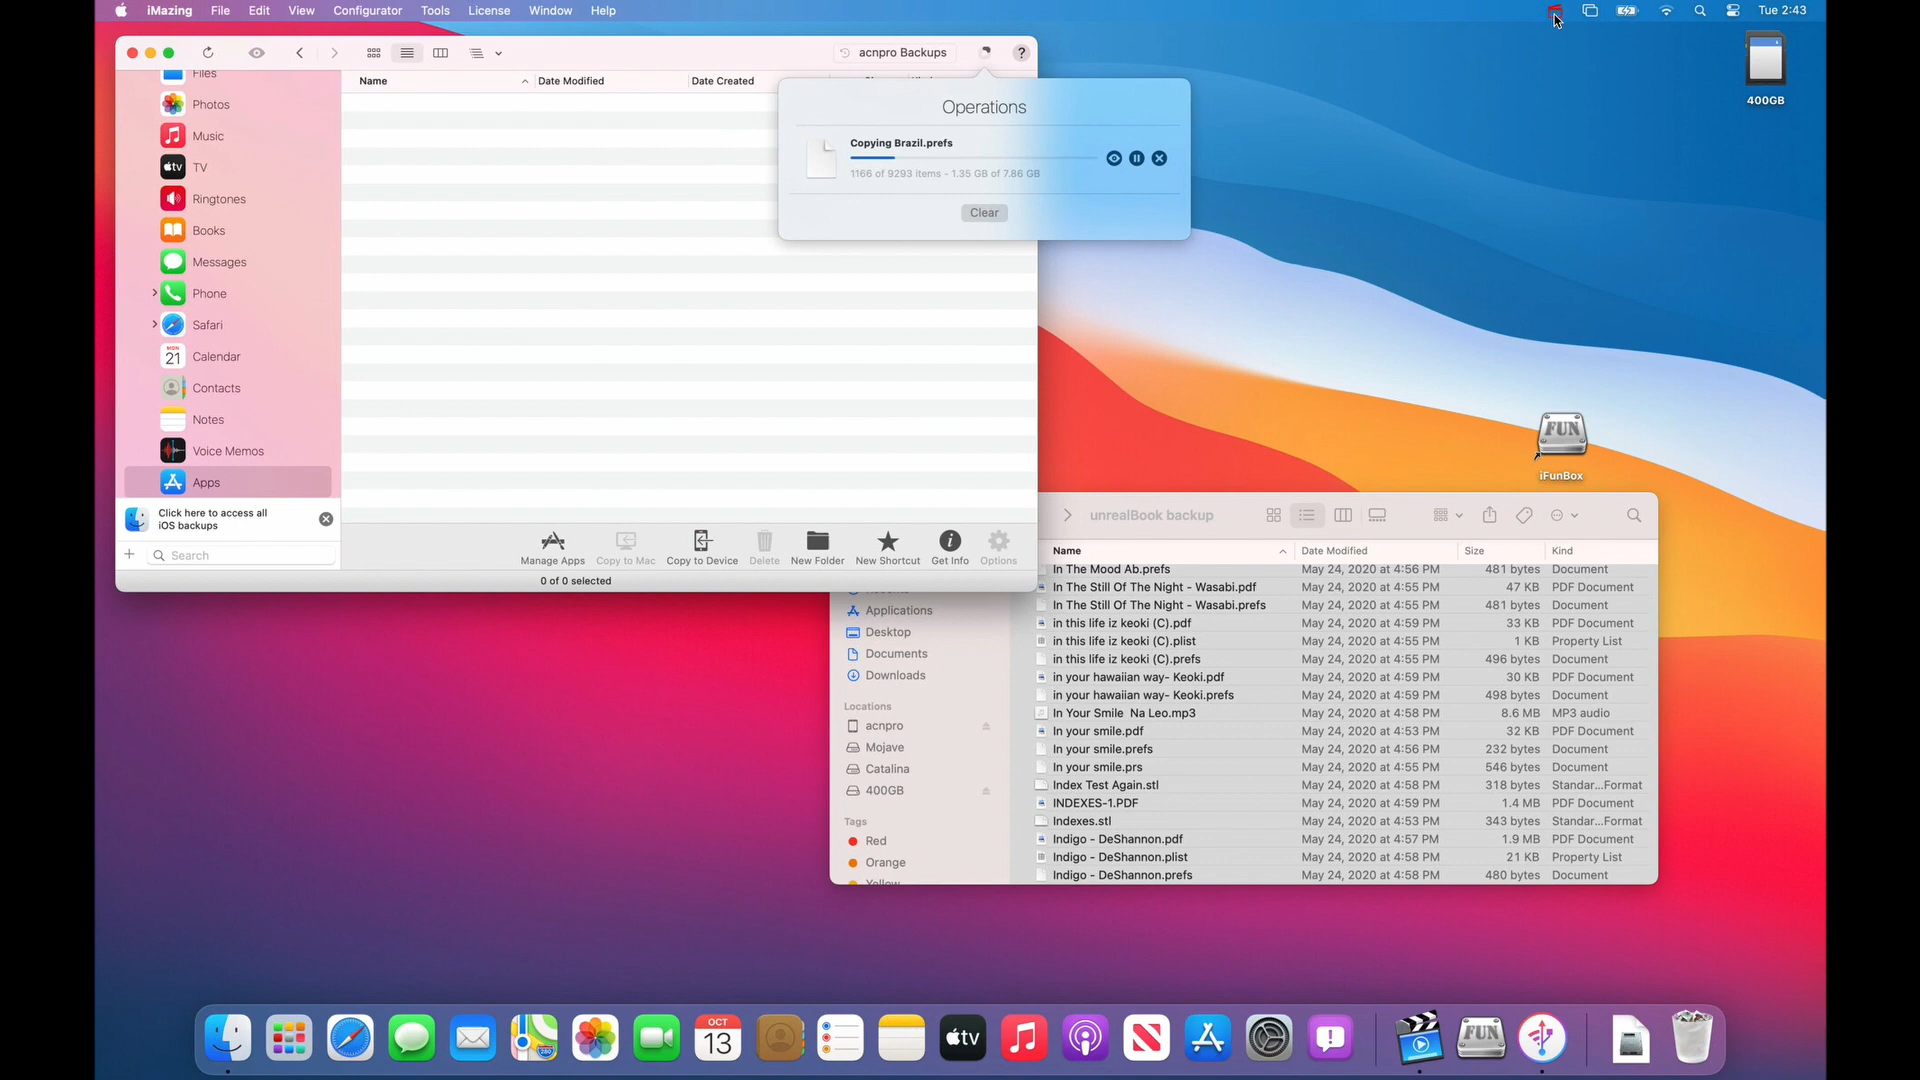 iMazing File Edit View Configurator Tools License Window Help Tue 2:43
acnpro Backups ?
Name Date Modified Date Created
Files
Photos
Music
TV
Ringtones
Books
Messages
Phone
Safari
Calendar
Contacts
Notes
Voice Memos
Apps
Click here to access all
iOS backups
Search
Manage Apps Copy to Mac Copy to Device Delete New Folder New Shortcut Get Info Options
0 of 0 selected
Operations
Copying Brazil.prefs
1166 of 9293 items - 1.35 GB of 7.86 GB
Clear
400GB
FUN
iFunBox
unrealBook backup
Name Date Modified Size Kind
In The Mood Ab.prefs May 24, 2020 at 4:56 PM 481 bytes Document
In The Still Of The Night - Wasabi.pdf May 24, 2020 at 4:59 PM 47 KB PDF Document
In The Still Of The Night - Wasabi.prefs May 24, 2020 at 4:59 PM 481 bytes Document
in this life iz keoki (C).pdf May 24, 2020 at 4:59 PM 33 KB PDF Document
in this life iz keoki (C).plist May 24, 2020 at 4:55 PM 1 KB Property List
in this life iz keoki (C).prefs May 24, 2020 at 4:55 PM 496 bytes Document
in your hawaiian way- Keoki.pdf May 24, 2020 at 4:59 PM 30 KB PDF Document
in your hawaiian way- Keoki.prefs May 24, 2020 at 4:59 PM 498 bytes Document
In Your Smile  Na Leo.mp3 May 24, 2020 at 4:58 PM 8.6 MB MP3 audio
In your smile.pdf May 24, 2020 at 4:53 PM 32 KB PDF Document
In your smile.prefs May 24, 2020 at 4:56 PM 232 bytes Document
In your smile.prs May 24, 2020 at 4:55 PM 546 bytes Document
Index Test Again.stl May 24, 2020 at 4:58 PM 318 bytes Standar...Format
INDEXES-1.PDF May 24, 2020 at 4:59 PM 1.4 MB PDF Document
Indexes.stl May 24, 2020 at 4:53 PM 343 bytes Standar...Format
Indigo - DeShannon.pdf May 24, 2020 at 4:57 PM 1.9 MB PDF Document
Indigo - DeShannon.plist May 24, 2020 at 4:58 PM 21 KB Property List
Indigo - DeShannon.prefs May 24, 2020 at 4:58 PM 480 bytes Document
Applications
Desktop
Documents
Downloads
Locations
acnpro
Mojave
Catalina
400GB
Tags
Red
Orange
Yellow
MON
21
OCT
13
tv
FUN